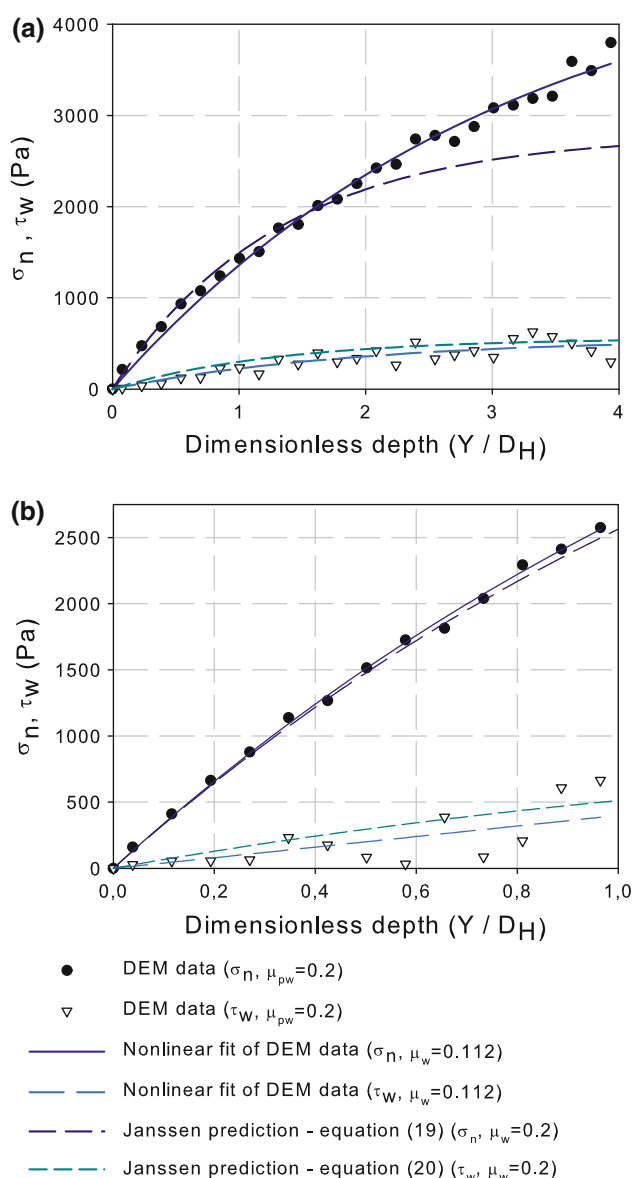 (a)
4000
3000
2000
1000
0
σn , τw (Pa)
0 1 2 3 4
Dimensionless depth (Y / DH)
(b)
2500
2000
1500
1000
500
0
σn, τw (Pa)
0,0 0,2 0,4 0,6 0,8 1,0
Dimensionless depth (Y / DH)
DEM data (σn, μpw=0.2)
DEM data (τw, μpw=0.2)
Nonlinear fit of DEM data (σn, μw=0.112)
Nonlinear fit of DEM data (τw, μw=0.112)
Janssen prediction - equation (19) (σn, μw=0.2)
Janssen prediction - equation (20) (τw, μw=0.2)